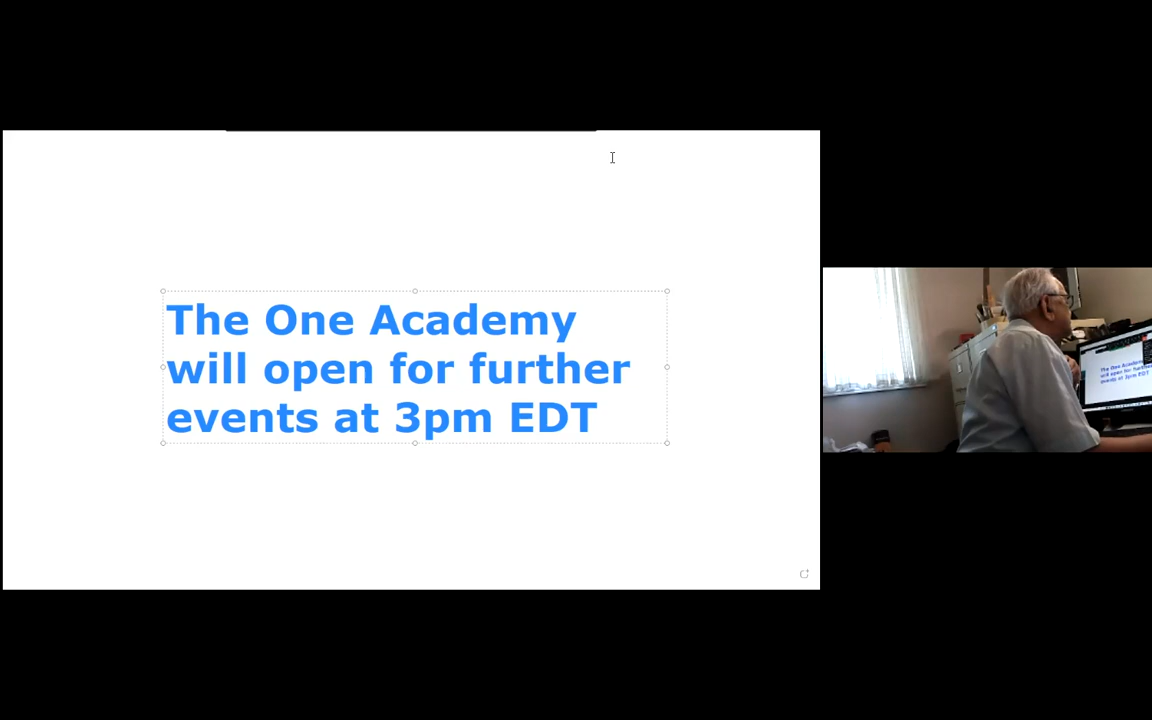 The One Academy
will open for further
events at 3pm EDT